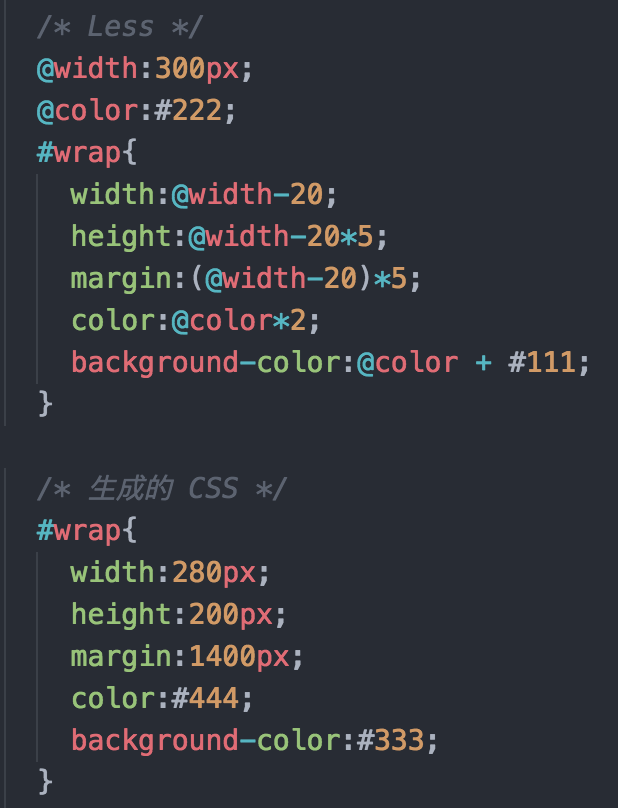 /* Less */
@width:300px;
@color:#222;
#wrap{
  width:@width-20;
  height:@width-20*5;
  margin:(@width-20)*5;
  color:@color*2;
  background-color:@color + #111;
}

/* 生成的 CSS */
#wrap{
  width:280px;
  height:200px;
  margin:1400px;
  color:#444;
  background-color:#333;
}